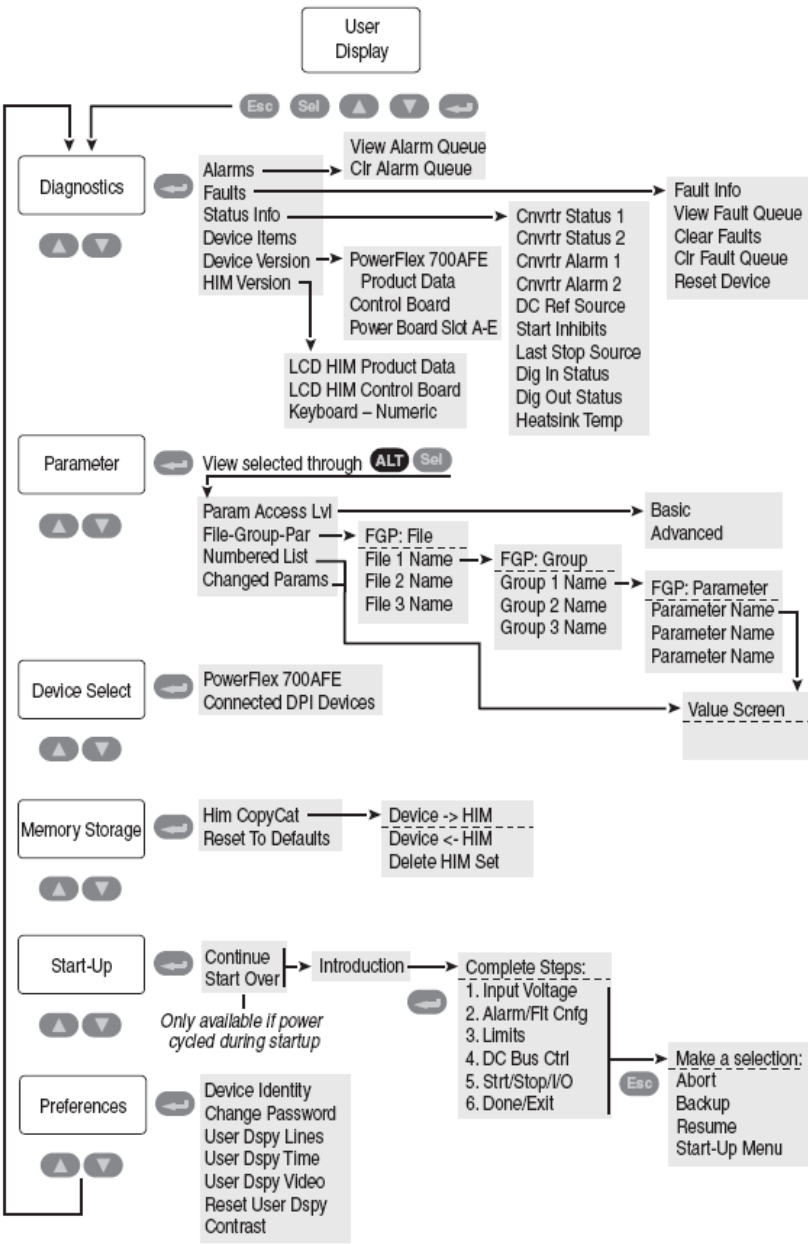 User
Display
Esc Sel
Diagnostics
Alarms
Faults
Status Info
Device Items
Device Version
HIM Version
View Alarm Queue
Clr Alarm Queue
Fault Info
View Fault Queue
Clear Faults
Clr Fault Queue
Reset Device
Cnvrtr Status 1
Cnvrtr Status 2
Cnvrtr Alarm 1
Cnvrtr Alarm 2
DC Ref Source
Start Inhibits
Last Stop Source
Dig In Status
Dig Out Status
Heatsink Temp
PowerFlex 700AFE
Product Data
Control Board
Power Board Slot A-E
LCD HIM Product Data
LCD HIM Control Board
Keyboard – Numeric
Parameter
View selected through ALT Sel
Param Access Lvl
File-Group-Par
Numbered List
Changed Params
Basic
Advanced
FGP: File
File 1 Name
File 2 Name
File 3 Name
FGP: Group
Group 1 Name
Group 2 Name
Group 3 Name
FGP: Parameter
Parameter Name
Parameter Name
Parameter Name
Value Screen
Device Select
PowerFlex 700AFE
Connected DPI Devices
Memory Storage
Him CopyCat
Reset To Defaults
Device -> HIM
Device <- HIM
Delete HIM Set
Start-Up
Continue
Start Over
Only available if power
cycled during startup
Introduction
Complete Steps:
1. Input Voltage
2. Alarm/Flt Cnfg
3. Limits
4. DC Bus Ctrl
5. Strt/Stop/I/O
6. Done/Exit
Esc
Make a selection:
Abort
Backup
Resume
Start-Up Menu
Preferences
Device Identity
Change Password
User Dspy Lines
User Dspy Time
User Dspy Video
Reset User Dspy
Contrast